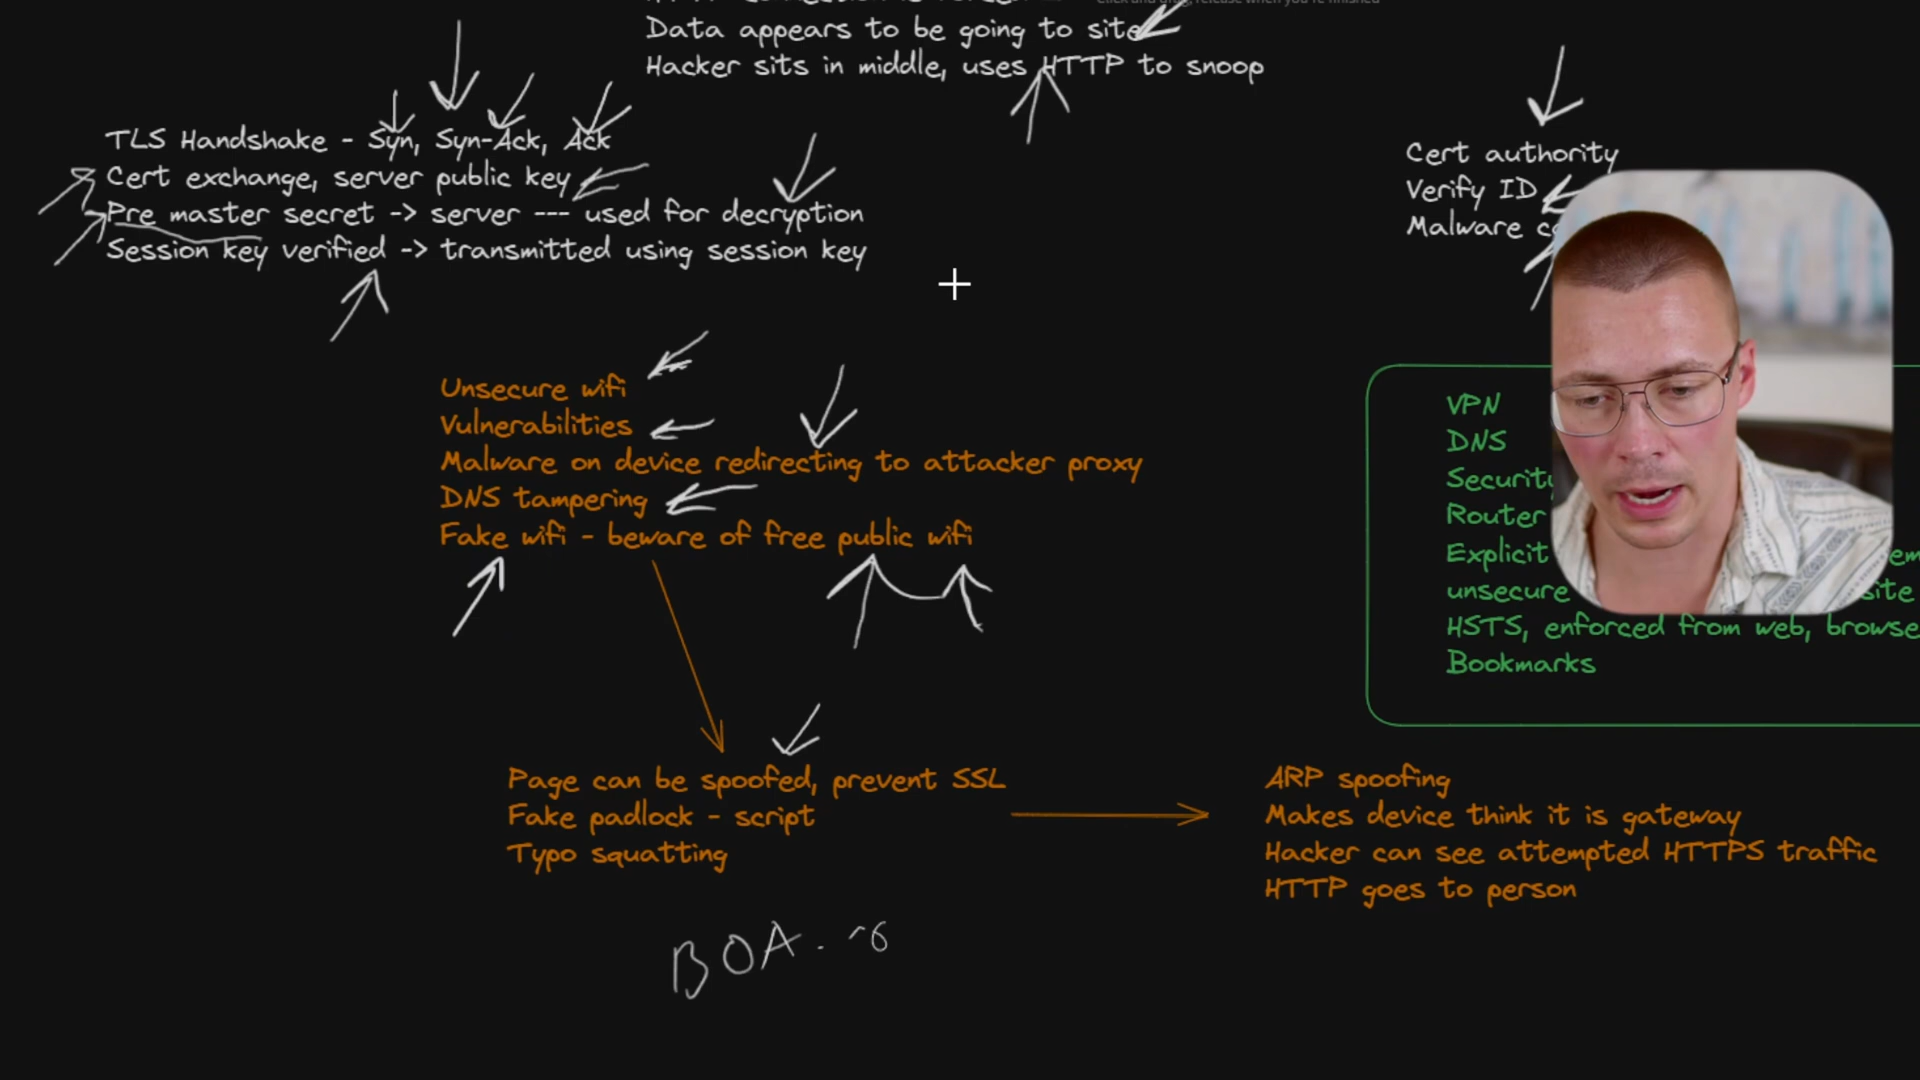 Data appears to be going to site
Hacker sits in middle, uses HTTP to snoop
TLS Handshake - Syn, Syn-Ack, Ack
Cert exchange, server public key
Pre master secret -> server --- used for decryption
Session key verified -> transmitted using session key
Cert authority
Verify ID
Malware
Unsecure wifi
Vulnerabilities
Malware on device redirecting to attacker proxy
DNS tampering
Fake wifi - beware of free public wifi
VPN
DNS
Security
Router
Explicit
unsecure site
HSTS, enforced from web, browse
Bookmarks
Page can be spoofed, prevent SSL
Fake padlock - script
Typo squatting
ARP spoofing
Makes device think it is gateway
Hacker can see attempted HTTPS traffic
HTTP goes to person
BOA.